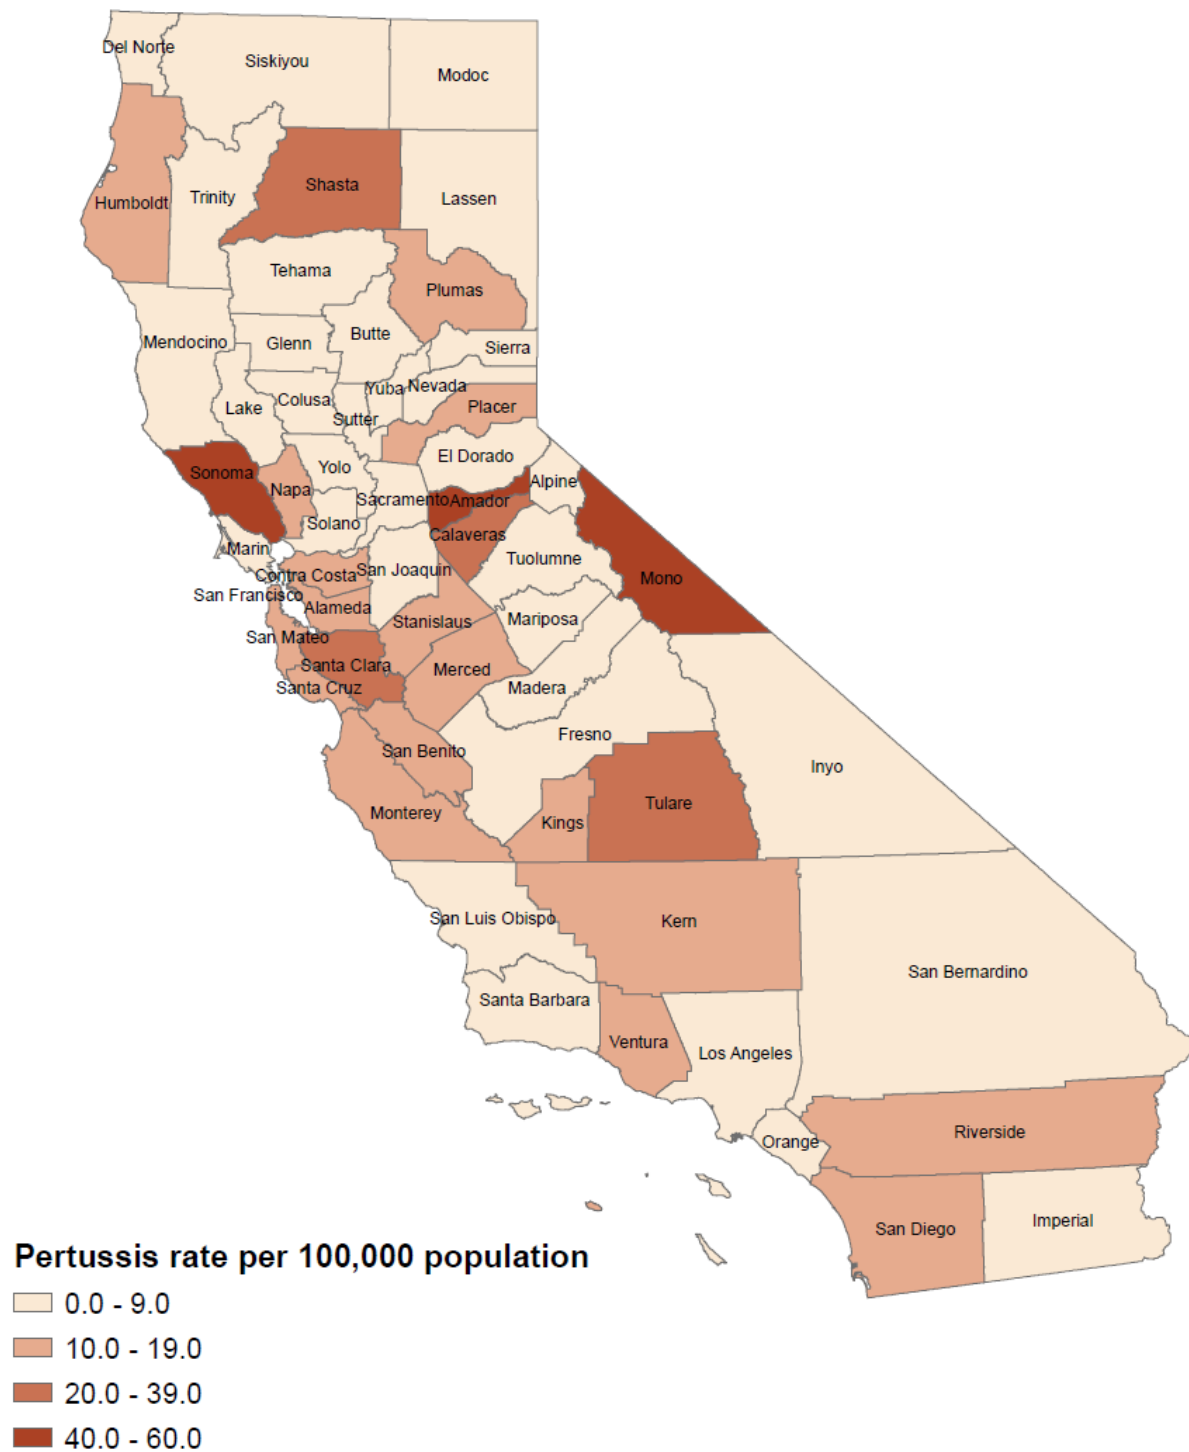 Del Norte
Siskiyou
Modoc
Humboldt
Trinity
Shasta
Lassen
Tehama
Plumas
Mendocino
Glenn
Butte
Sierra
Lake
Colusa
Sutter
Yuba
Nevada
Placer
Sonoma
Napa
Yolo
El Dorado
Alpine
Sacramento
Amador
Solano
Calaveras
Marin
Contra Costa
San Joaquin
Tuolumne
Mono
San Francisco
Alameda
Stanislaus
Mariposa
San Mateo
Santa Clara
Merced
Santa Cruz
Madera
Fresno
San Benito
Inyo
Monterey
Kings
Tulare
San Luis Obispo
Kern
San Bernardino
Santa Barbara
Ventura
Los Angeles
Orange
Riverside
San Diego
Imperial
Pertussis rate per 100,000 population
0.0 - 9.0
10.0 - 19.0
20.0 - 39.0
40.0 - 60.0